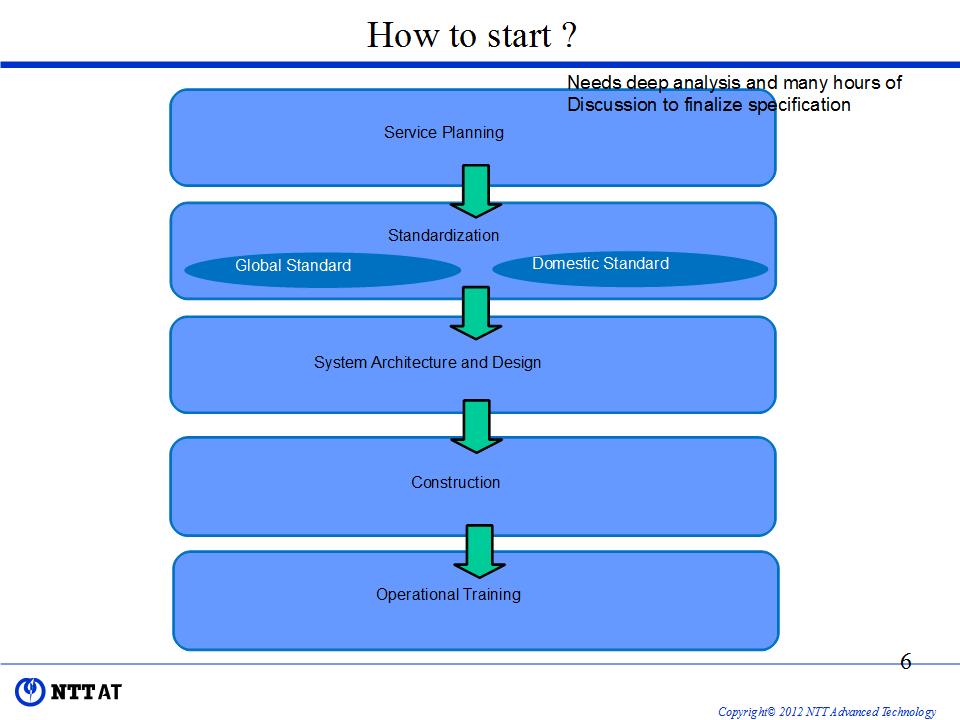 How to start ?
Needs deep analysis and many hours of
Discussion to finalize specification
Service Planning
Standardization
Global Standard
Domestic Standard
System Architecture and Design
Construction
Operational Training
6
NTT AT
Copyright© 2012 NTT Advanced Technology